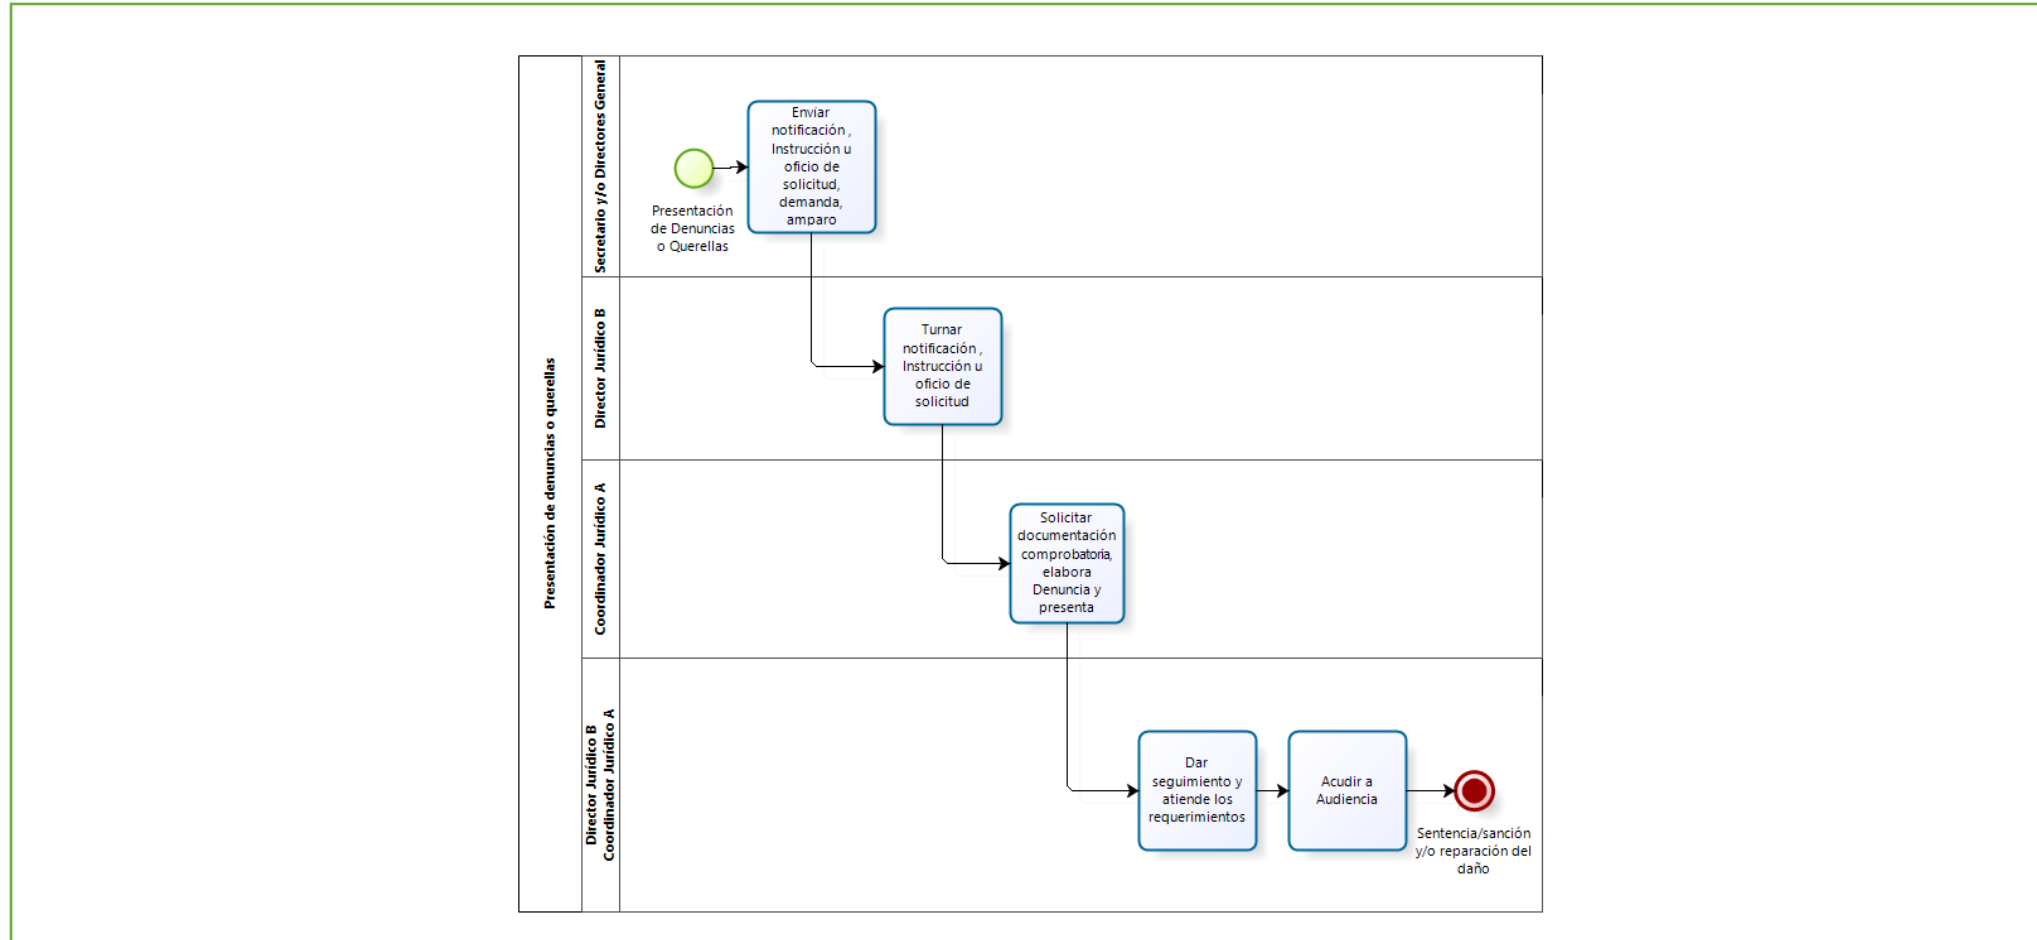 Presentación de denuncias o querellas
Secretario y/o Directores General
Presentación
de Denuncias
o Querellas
Envíar
notificación ,
Instrucción u
oficio de
solicitud,
demanda,
amparo
Director Jurídico B
Turnar
notificación ,
Instrucción u
oficio de
solicitud
Coordinador Jurídico A
Solicitar
documentación
comprobatoria,
elabora
Denuncia y
presenta
Director Jurídico B
Coordinador Jurídico A
Dar
seguimiento y
atiende los
requerimientos
Acudir a
Audiencia
Sentencia/sanción
y/o reparación del
daño